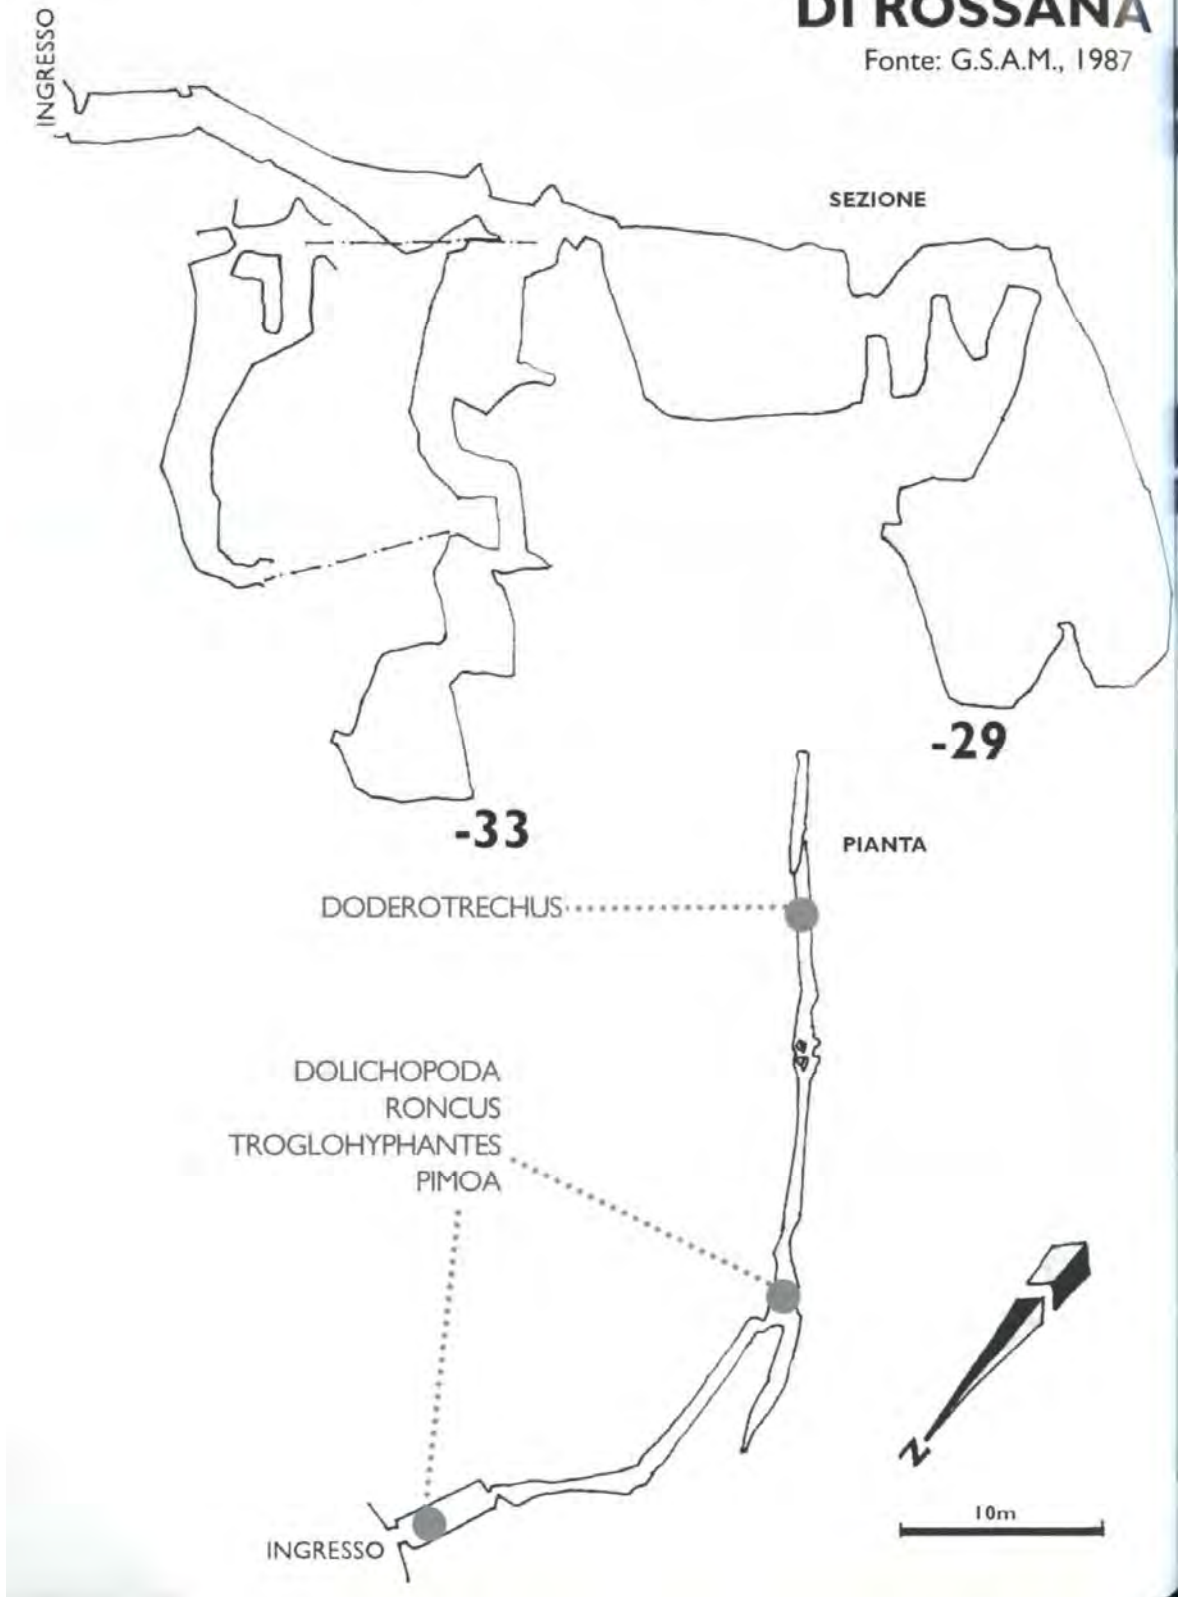 DI ROSSANA
Fonte: G.S.A.M., 1987
INGRESSO
SEZIONE
-29
-33
PIANTA
DODEROTRECHUS
DOLICHOPODA
RONCUS
TROGLOHYPHANTES
PIMOA
N
10m
INGRESSO